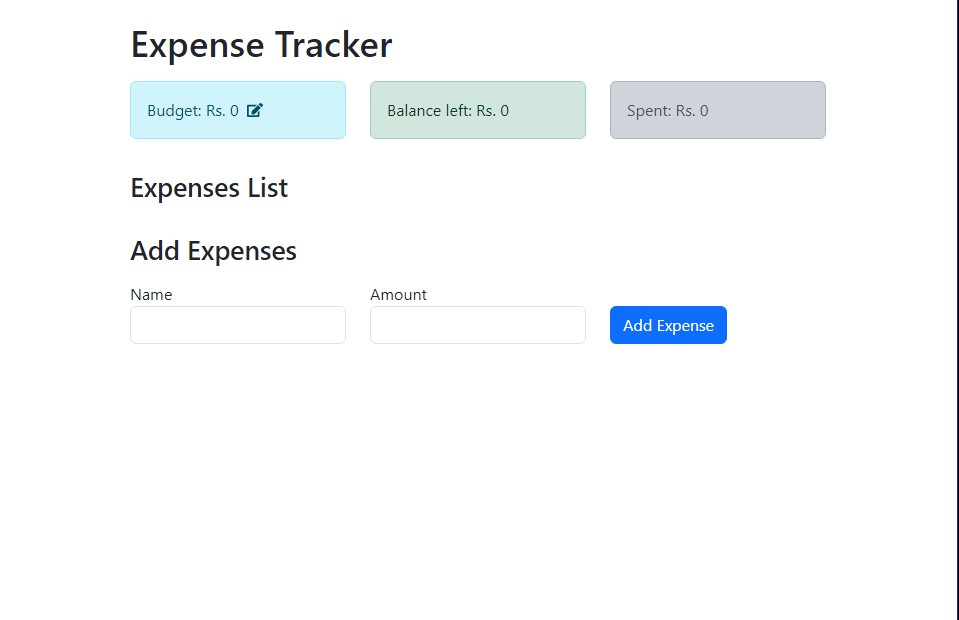 Expense Tracker
Budget: Rs. 0
Balance left: Rs. 0
Spent: Rs. 0
Expenses List
Add Expenses
Name
Amount
Add Expense